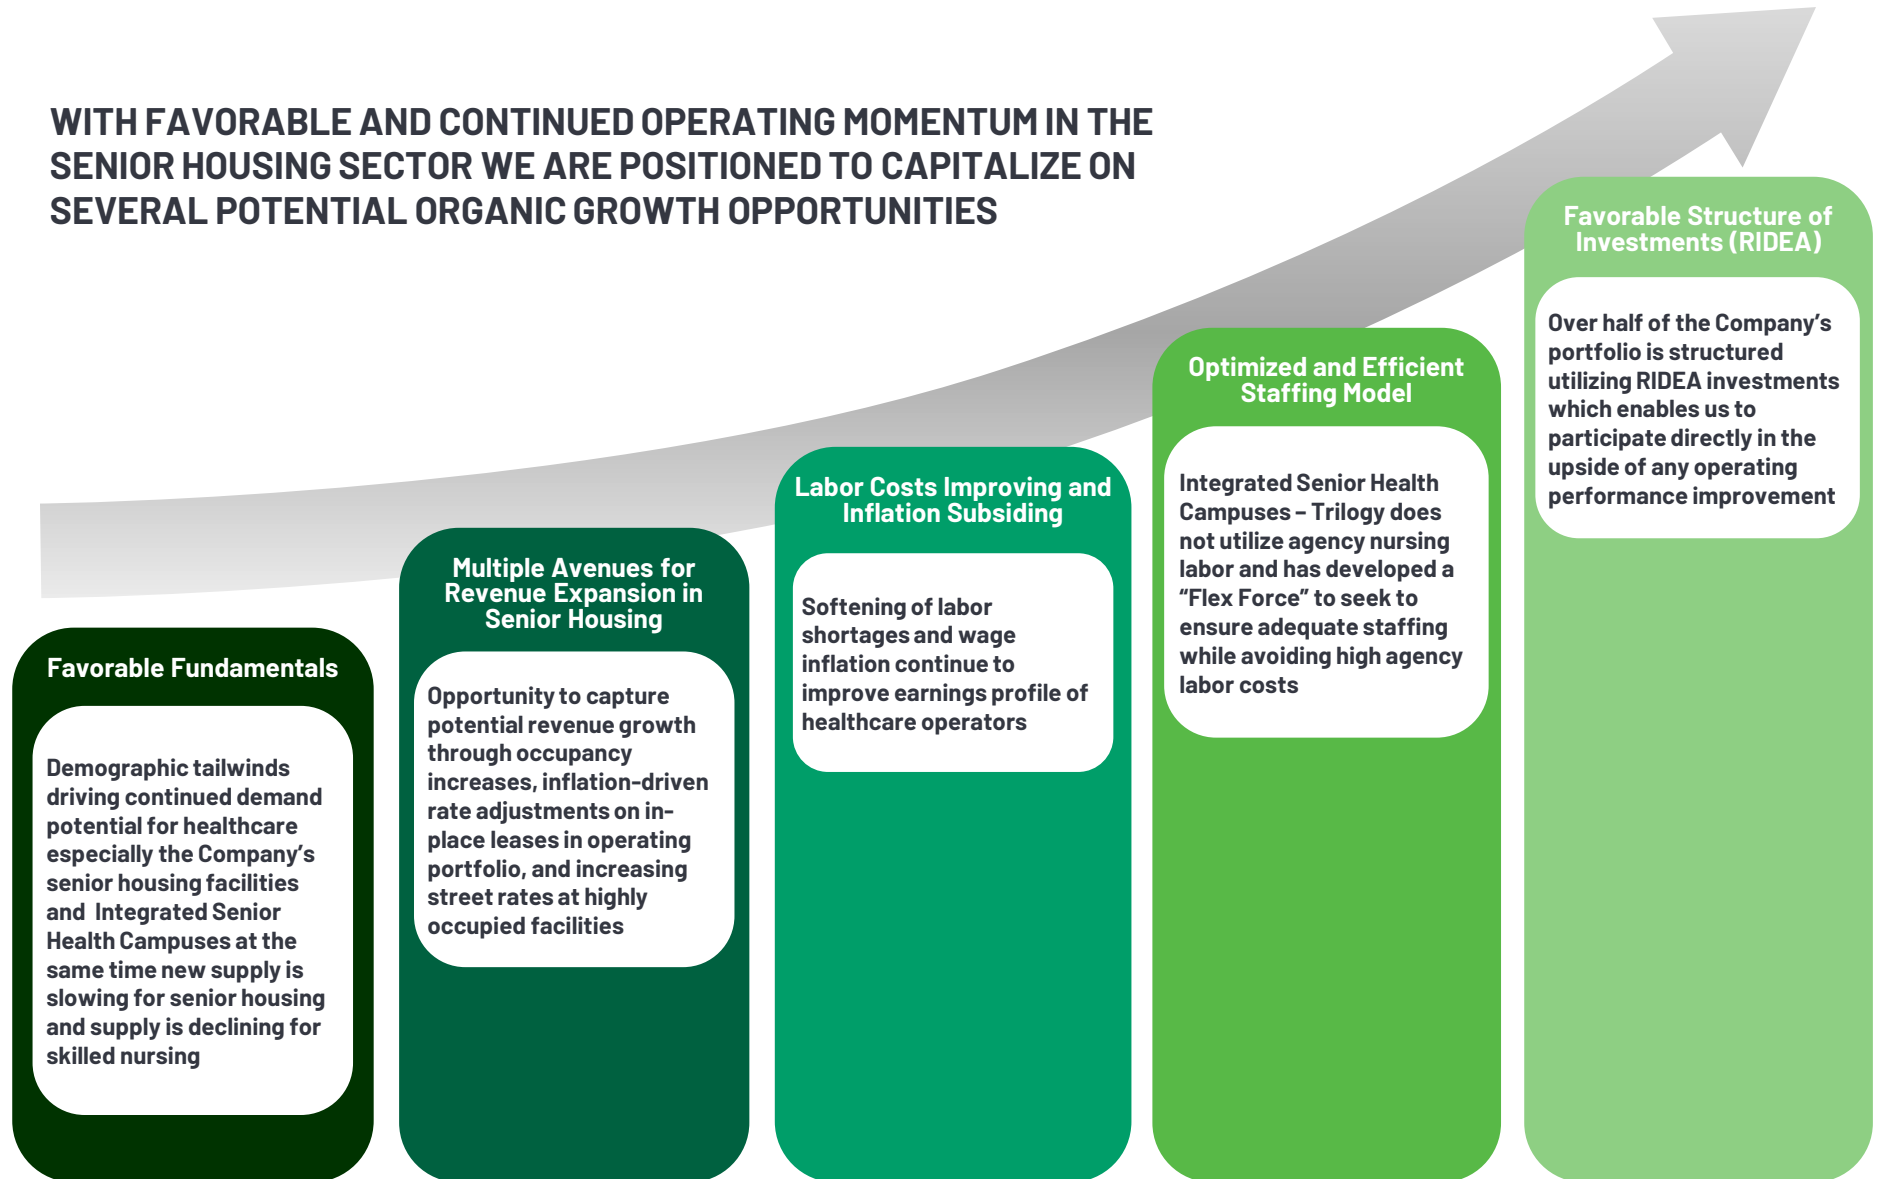 WITH FAVORABLE AND CONTINUED OPERATING MOMENTUM IN THE
SENIOR HOUSING SECTOR WE ARE POSITIONED TO CAPITALIZE ON
SEVERAL POTENTIAL ORGANIC GROWTH OPPORTUNITIES
Favorable Fundamentals
Demographic tailwinds
driving continued demand
potential for healthcare
especially the Company’s
senior housing facilities
and  Integrated Senior
Health Campuses at the
same time new supply is
slowing for senior housing
and supply is declining for
skilled nursing
Multiple Avenues for
Revenue Expansion in
Senior Housing
Opportunity to capture
potential revenue growth
through occupancy
increases, inflation-driven
rate adjustments on in-
place leases in operating
portfolio, and increasing
street rates at highly
occupied facilities
Labor Costs Improving and
Inflation Subsiding
Softening of labor
shortages and wage
inflation continue to
improve earnings profile of
healthcare operators
Optimized and Efficient
Staffing Model
Integrated Senior Health
Campuses – Trilogy does
not utilize agency nursing
labor and has developed a
“Flex Force” to seek to
ensure adequate staffing
while avoiding high agency
labor costs
Favorable Structure of
Investments (RIDEA)
Over half of the Company’s
portfolio is structured
utilizing RIDEA investments
which enables us to
participate directly in the
upside of any operating
performance improvement